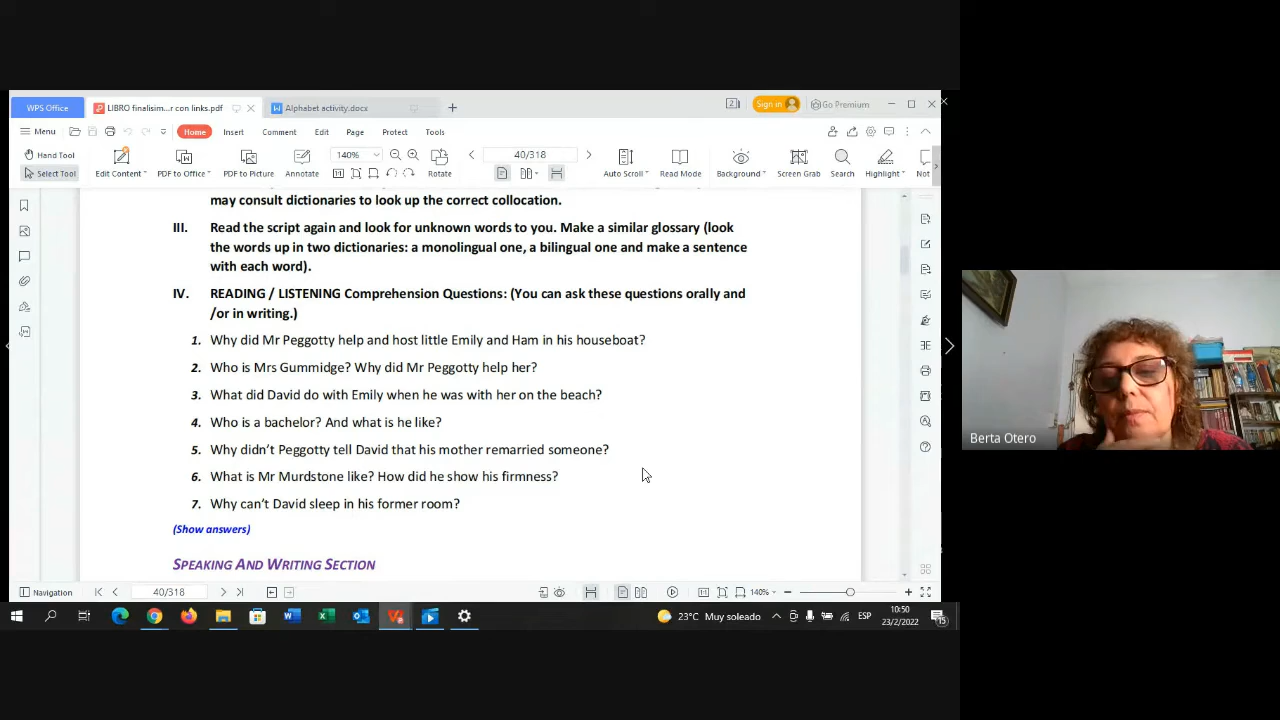 WPS Office
LIBRO finalisim...r con links.pdf
Alphabet activity.docx
Sign in
Go Premium
Menu
Home
Insert
Comment
Edit
Page
Protect
Tools
Hand Tool
Select Tool
Edit Content
PDF to Office
PDF to Picture
Annotate
140%
Rotate
40/318
Auto Scroll
Read Mode
Background
Screen Grab
Search
Highlight
Not
may consult dictionaries to look up the correct collocation.
III. Read the script again and look for unknown words to you. Make a similar glossary (look
the words up in two dictionaries: a monolingual one, a bilingual one and make a sentence
with each word).
IV. READING / LISTENING Comprehension Questions: (You can ask these questions orally and
/or in writing.)
1. Why did Mr Peggotty help and host little Emily and Ham in his houseboat?
2. Who is Mrs Gummidge? Why did Mr Peggotty help her?
3. What did David do with Emily when he was with her on the beach?
4. Who is a bachelor? And what is he like?
5. Why didn't Peggotty tell David that his mother remarried someone?
6. What is Mr Murdstone like? How did he show his firmness?
7. Why can't David sleep in his former room?
(Show answers)
SPEAKING AND WRITING SECTION
Berta Otero
Navigation
40/318
140%
23°C Muy soleado
ESP
10:50
23/2/2022
15